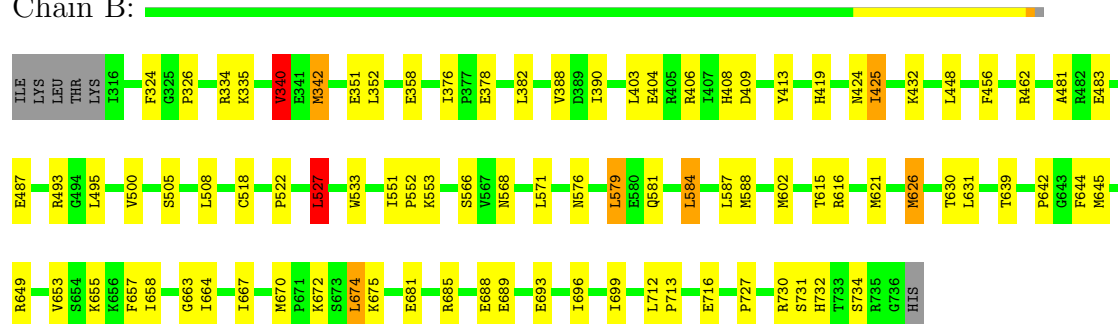 Chain B:
ILE LYS LEU THR LYS I316 F324 G325 P326 R334 K335 V340 E341 M342 E351 L352 E358 I376 P377 E378 L382 V388 D389 I390 L403 E404 R405 R406 I407 H408 D409 Y413 H419 N424 I425 K432 L448 F456 R462 A481 R482 E483
E487 R493 G494 L495 V500 S505 L508 C518 P522 L527 W533 I551 P552 K553 S566 V567 N568 L571 N576 L579 E580 Q581 L584 L587 M588 M602 T615 R616 M621 M626 T630 L631 T639 P642 G643 F644 M645
R649 V653 S654 K655 K656 F657 I658 G663 I664 I667 M670 P671 K672 S673 L674 K675 E681 R685 E688 E689 E693 I696 I699 L712 P713 E716 P727 R730 S731 H732 T733 S734 R735 G736 HIS